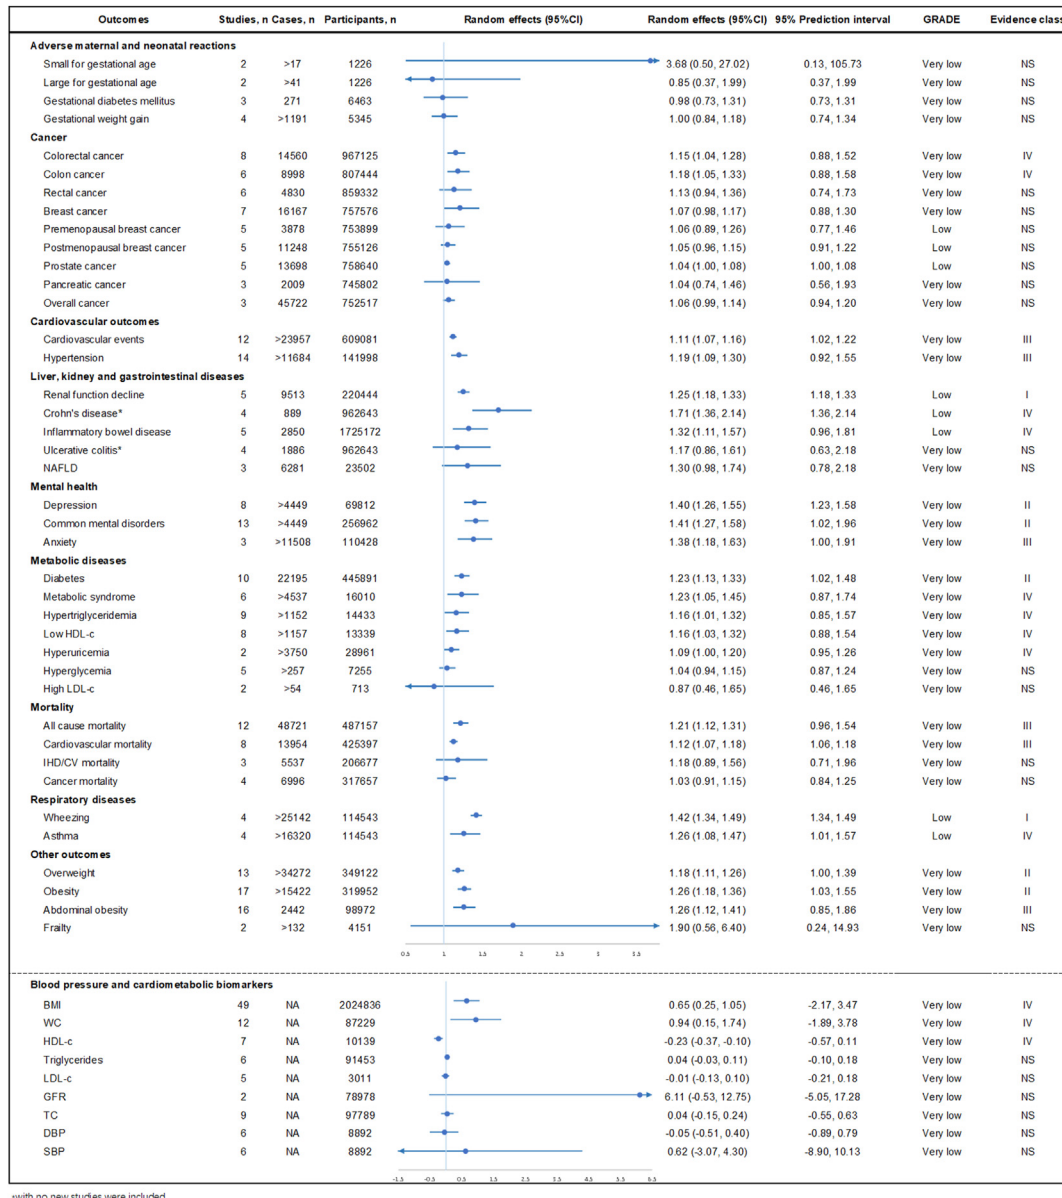 Outcomes Studies, n Cases, n Participants, n Random effects (95%CI) Random effects (95%CI) 95% Prediction interval GRADE Evidence class
Adverse maternal and neonatal reactions
Small for gestational age 2 >17 1226 3.68 (0.50, 27.02) 0.13, 105.73 Very low NS
Large for gestational age 2 >41 1226 0.85 (0.37, 1.99) 0.37, 1.99 Very low NS
Gestational diabetes mellitus 3 271 6463 0.98 (0.73, 1.31) 0.73, 1.31 Very low NS
Gestational weight gain 4 >1191 5345 1.00 (0.84, 1.18) 0.74, 1.34 Very low NS
Cancer
Colorectal cancer 8 14560 967125 1.15 (1.04, 1.28) 0.88, 1.52 Very low IV
Colon cancer 6 8998 807444 1.18 (1.05, 1.33) 0.88, 1.58 Very low IV
Rectal cancer 6 4830 859332 1.13 (0.94, 1.36) 0.74, 1.73 Very low NS
Breast cancer 7 16167 757576 1.07 (0.98, 1.17) 0.88, 1.30 Very low NS
Premenopausal breast cancer 5 3878 753899 1.06 (0.89, 1.26) 0.77, 1.46 Low NS
Postmenopausal breast cancer 5 11248 755126 1.05 (0.96, 1.15) 0.91, 1.22 Low NS
Prostate cancer 5 13698 758640 1.04 (1.00, 1.08) 1.00, 1.08 Low NS
Pancreatic cancer 3 2009 745802 1.04 (0.74, 1.46) 0.56, 1.93 Very low NS
Overall cancer 3 45722 752517 1.06 (0.99, 1.14) 0.94, 1.20 Very low NS
Cardiovascular outcomes
Cardiovascular events 12 >23957 609081 1.11 (1.07, 1.16) 1.02, 1.22 Very low III
Hypertension 14 >11684 141998 1.19 (1.09, 1.30) 0.92, 1.55 Very low III
Liver, kidney and gastrointestinal diseases
Renal function decline 5 9513 220444 1.25 (1.18, 1.33) 1.18, 1.33 Low I
Crohn's disease* 4 889 962643 1.71 (1.36, 2.14) 1.36, 2.14 Low IV
Inflammatory bowel disease 5 2850 1725172 1.32 (1.11, 1.57) 0.96, 1.81 Low IV
Ulcerative colitis* 4 1886 962643 1.17 (0.86, 1.61) 0.63, 2.18 Very low NS
NAFLD 3 6281 23502 1.30 (0.98, 1.74) 0.78, 2.18 Very low NS
Mental health
Depression 8 >4449 69812 1.40 (1.26, 1.55) 1.23, 1.58 Very low II
Common mental disorders 13 >4449 256962 1.41 (1.27, 1.58) 1.02, 1.96 Very low II
Anxiety 3 >11508 110428 1.38 (1.18, 1.63) 1.00, 1.91 Very low III
Metabolic diseases
Diabetes 10 22195 445891 1.23 (1.13, 1.33) 1.02, 1.48 Very low II
Metabolic syndrome 6 >4537 16010 1.23 (1.05, 1.45) 0.87, 1.74 Very low IV
Hypertriglyceridemia 9 >1152 14433 1.16 (1.01, 1.32) 0.85, 1.57 Very low IV
Low HDL-c 8 >1157 13339 1.16 (1.03, 1.32) 0.88, 1.54 Very low IV
Hyperuricemia 2 >3750 28961 1.09 (1.00, 1.20) 0.95, 1.26 Very low IV
Hyperglycemia 5 >257 7255 1.04 (0.94, 1.15) 0.87, 1.24 Very low NS
High LDL-c 2 >54 713 0.87 (0.46, 1.65) 0.46, 1.65 Very low NS
Mortality
All cause mortality 12 48721 487157 1.21 (1.12, 1.31) 0.96, 1.54 Very low III
Cardiovascular mortality 8 13954 425397 1.12 (1.07, 1.18) 1.06, 1.18 Very low III
IHD/CV mortality 3 5537 206677 1.18 (0.89, 1.56) 0.71, 1.96 Very low NS
Cancer mortality 4 6996 317657 1.03 (0.91, 1.15) 0.84, 1.25 Very low NS
Respiratory diseases
Wheezing 4 >25142 114543 1.42 (1.34, 1.49) 1.34, 1.49 Low I
Asthma 4 >16320 114543 1.26 (1.08, 1.47) 1.01, 1.57 Low IV
Other outcomes
Overweight 13 >34272 349122 1.18 (1.11, 1.26) 1.00, 1.39 Very low II
Obesity 17 >15422 319952 1.26 (1.18, 1.36) 1.03, 1.55 Very low II
Abdominal obesity 16 2442 98972 1.26 (1.12, 1.41) 0.85, 1.86 Very low III
Frailty 2 >132 4151 1.90 (0.56, 6.40) 0.24, 14.93 Very low NS
0.5 1 1.5 2 2.5 3 3.5
Blood pressure and cardiometabolic biomarkers
BMI 49 NA 2024836 0.65 (0.25, 1.05) -2.17, 3.47 Very low IV
WC 12 NA 87229 0.94 (0.15, 1.74) -1.89, 3.78 Very low IV
HDL-c 7 NA 10139 -0.23 (-0.37, -0.10) -0.57, 0.11 Very low IV
Triglycerides 6 NA 91453 0.04 (-0.03, 0.11) -0.10, 0.18 Very low NS
LDL-c 5 NA 3011 -0.01 (-0.13, 0.10) -0.21, 0.18 Very low NS
GFR 2 NA 78978 6.11 (-0.53, 12.75) -5.05, 17.28 Very low NS
TC 9 NA 97789 0.04 (-0.15, 0.24) -0.55, 0.63 Very low NS
DBP 6 NA 8892 -0.05 (-0.51, 0.40) -0.89, 0.79 Very low NS
SBP 6 NA 8892 0.62 (-3.07, 4.30) -8.90, 10.13 Very low NS
-1.5 -0.5 0.5 1.5 2.5 3.5 4.5 5.5 6.5
*with no new studies were included